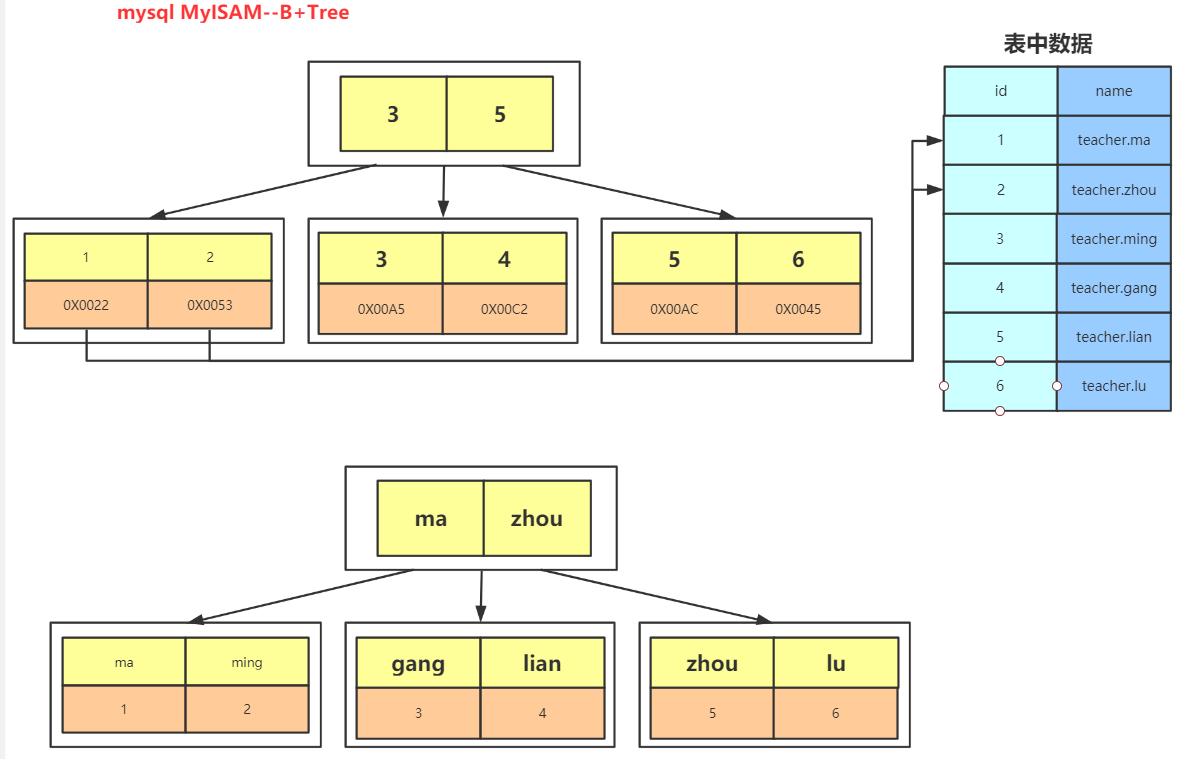 mysql MyISAM--B+Tree
表中数据
id name
1 teacher.ma
2 teacher.zhou
3 teacher.ming
4 teacher.gang
5 teacher.lian
6 teacher.lu
3 5
1 2
0X0022 0X0053
3 4
0X00A5 0X00C2
5 6
0X00AC 0X0045
ma zhou
ma ming
1 2
gang lian
3 4
zhou lu
5 6